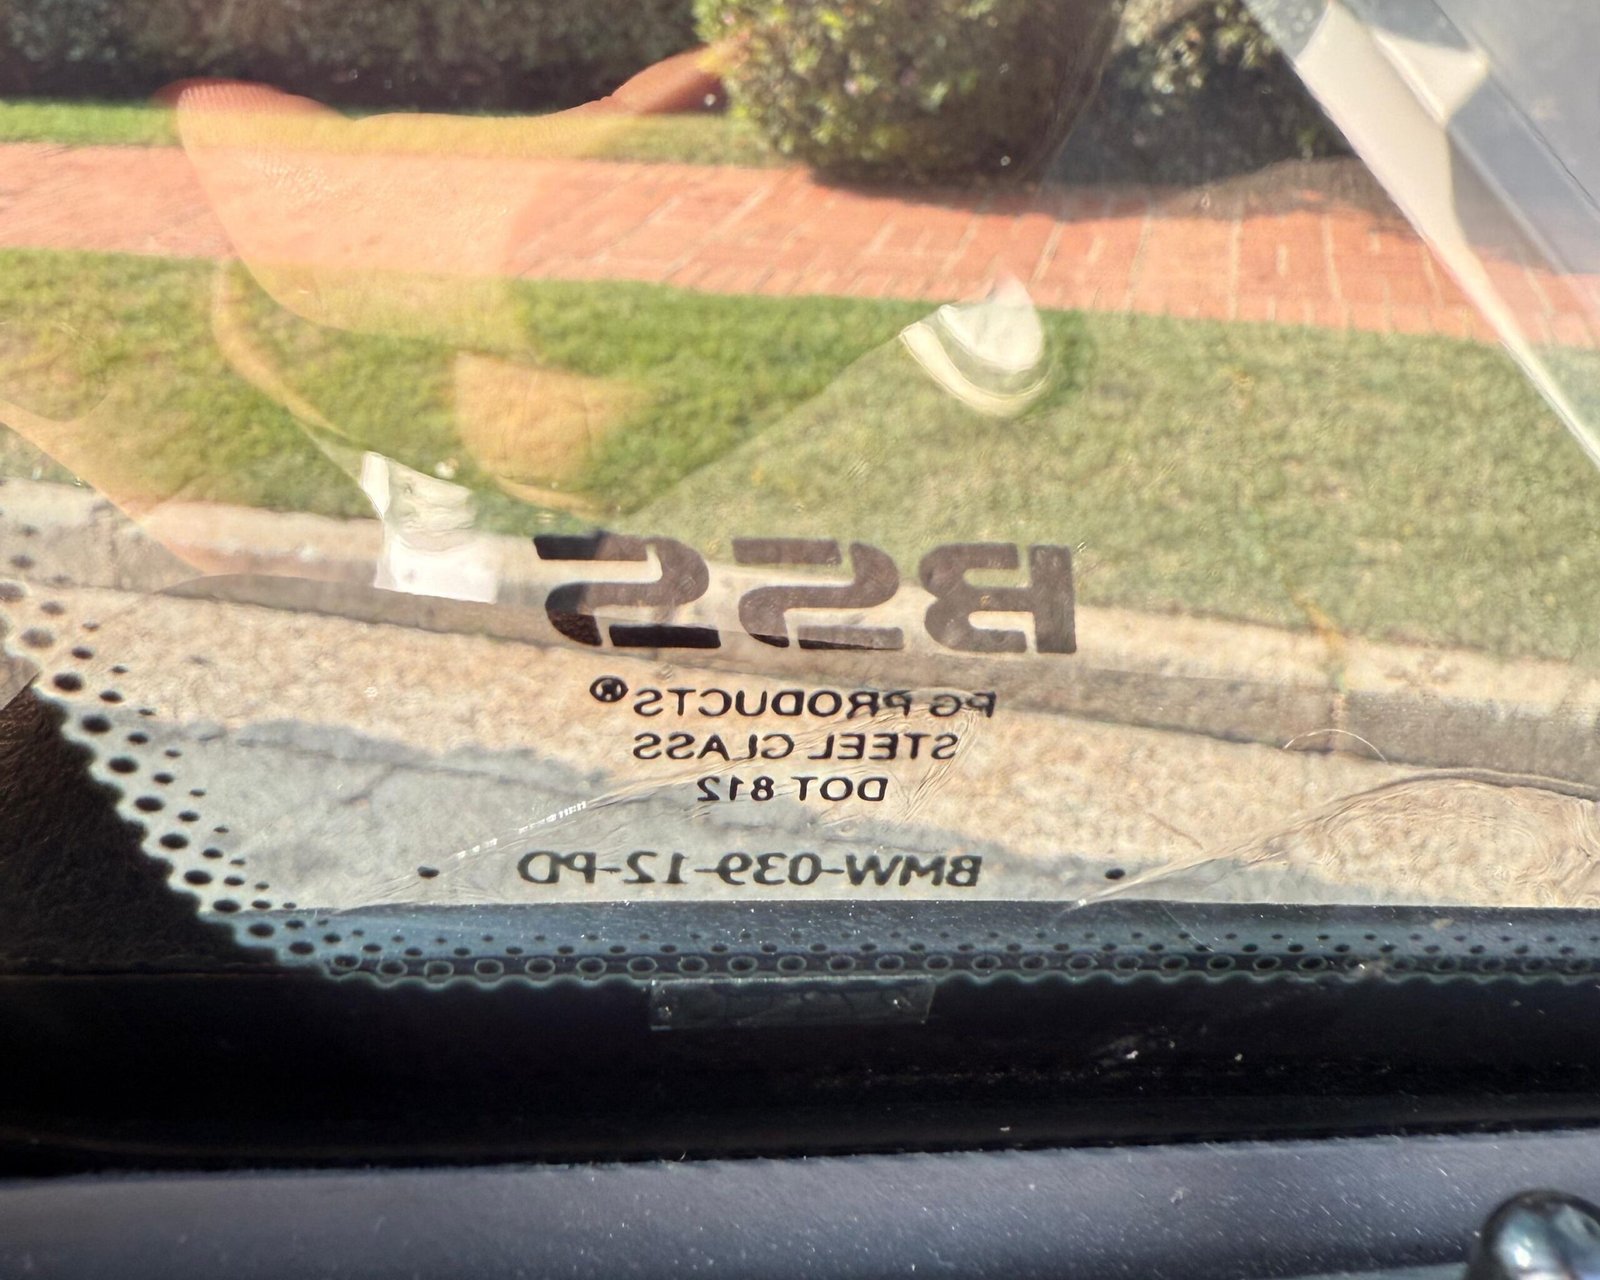 BSS
PG PRODUCTS®
STEEL GLASS
DOT 812
BMW-039-12-PD